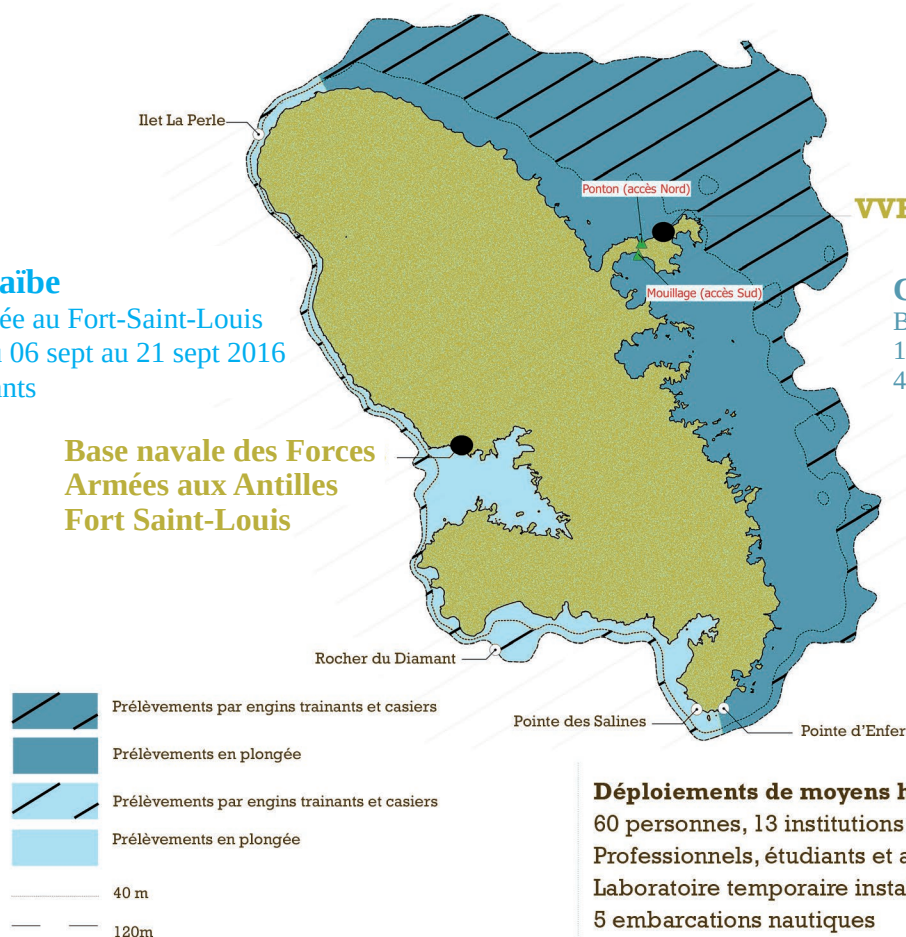 Ilet La Perle
Ponton (accès Nord)
VVF
Mouillage (accès Sud)
aïbe
ée au Fort-Saint-Louis
06 sept au 21 sept 2016
nts
Base navale des Forces
Armées aux Antilles
Fort Saint-Louis
Rocher du Diamant
Pointe des Salines
Pointe d'Enfer
Prélèvements par engins trainants et casiers
Prélèvements en plongée
Prélèvements par engins trainants et casiers
Prélèvements en plongée
40 m
120m
Déploiements de moyens h
60 personnes, 13 institutions
Professionnels, étudiants et a
Laboratoire temporaire insta
5 embarcations nautiques